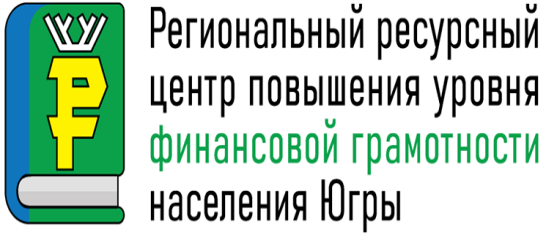 Региональный ресурсный
центр повышения уровня
финансовой грамотности
населения Югры